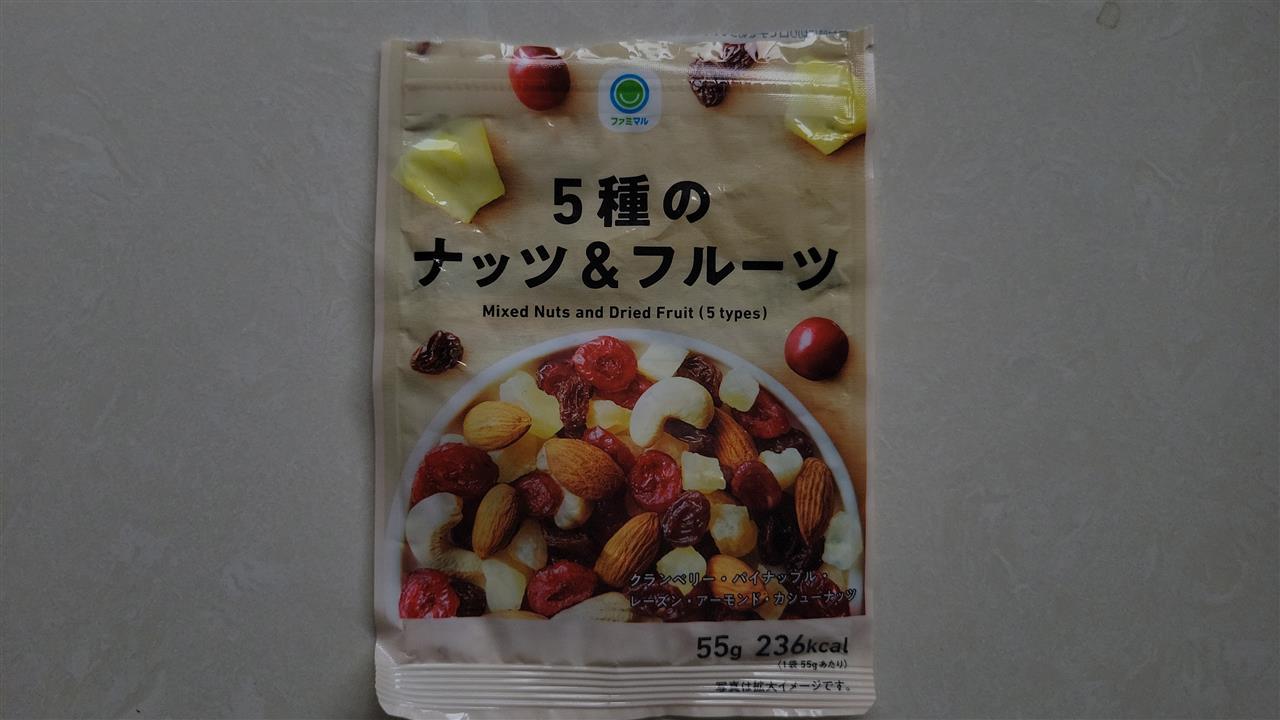 ファミマル
5種の
ナッツ&フルーツ
Mixed Nuts and Dried Fruit (5 types)
クランベリー・パイナップル・
レーズン・アーモンド・カシューナッツ
55g 236kcal
(1袋55gあたり)
写真は拡大イメージです。